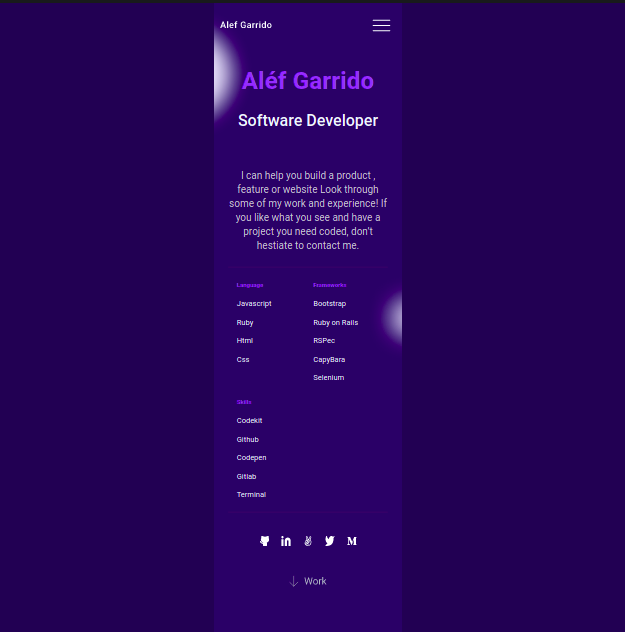 Alef Garrido
Aléf Garrido
Software Developer
I can help you build a product ,
feature or website Look through
some of my work and experience! If
you like what you see and have a
project you need coded, don't
hestiate to contact me.
Language
Javascript
Ruby
Html
Css
Frameworks
Bootstrap
Ruby on Rails
RSPec
CapyBara
Selenium
Skills
Codekit
Github
Codepen
Gitlab
Terminal
M
Work